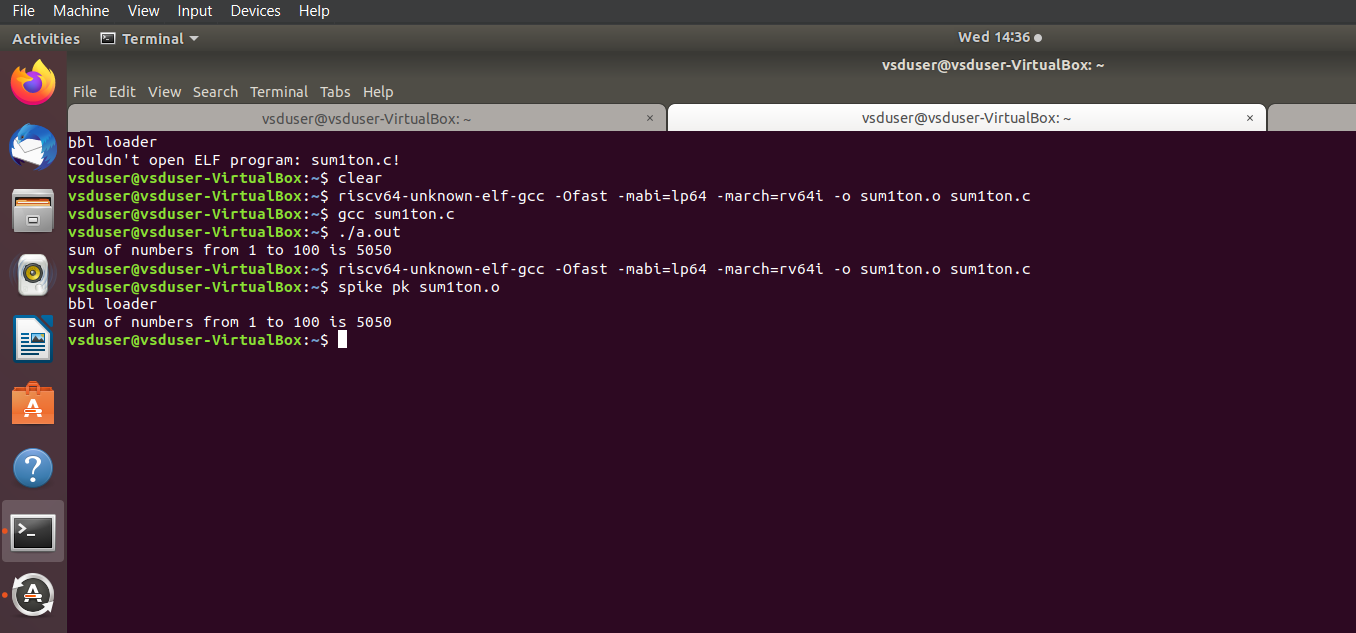 File Machine View Input Devices Help
Activities Terminal Wed 14:36
vsduser@vsduser-VirtualBox: ~
File Edit View Search Terminal Tabs Help
vsduser@vsduser-VirtualBox: ~ × vsduser@vsduser-VirtualBox: ~ ×
bbl loader
couldn't open ELF program: sum1ton.c!
vsduser@vsduser-VirtualBox:~$ clear
vsduser@vsduser-VirtualBox:~$ riscv64-unknown-elf-gcc -Ofast -mabi=lp64 -march=rv64i -o sum1ton.o sum1ton.c
vsduser@vsduser-VirtualBox:~$ gcc sum1ton.c
vsduser@vsduser-VirtualBox:~$ ./a.out
sum of numbers from 1 to 100 is 5050
vsduser@vsduser-VirtualBox:~$ riscv64-unknown-elf-gcc -Ofast -mabi=lp64 -march=rv64i -o sum1ton.o sum1ton.c
vsduser@vsduser-VirtualBox:~$ spike pk sum1ton.o
bbl loader
sum of numbers from 1 to 100 is 5050
vsduser@vsduser-VirtualBox:~$